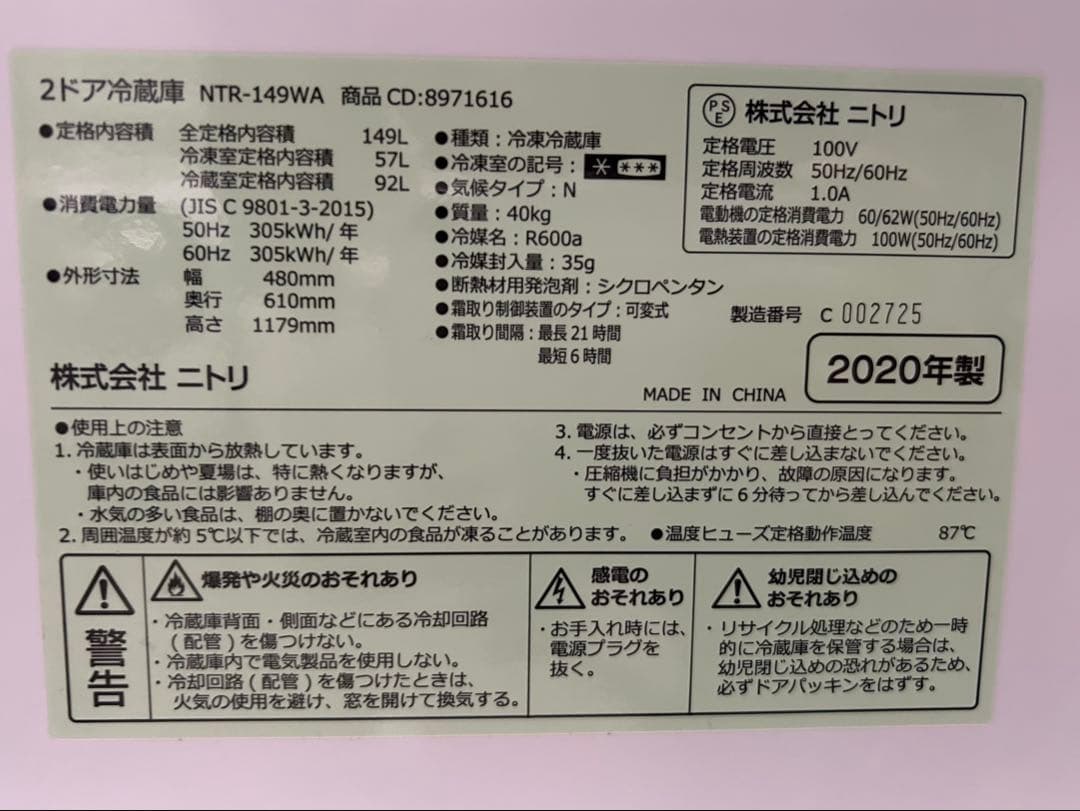 2ドア冷蔵庫 NTR-149WA 商品 CD:8971616
●定格内容積 全定格内容積 149L
冷凍室定格内容積 57L
冷蔵室定格内容積 92L
●消費電力量 (JIS C 9801-3-2015)
50Hz 305kWh/年
60Hz 305kWh/年
●外形寸法 幅 480mm
奥行 610mm
高さ 1179mm
株式会社 ニトリ
●種類：冷凍冷蔵庫
●冷凍室の記号：* ***
●気候タイプ：N
●質量：40kg
●冷媒名：R600a
●冷媒封入量：35g
●断熱材用発泡剤：シクロペンタン
●霜取り制御装置のタイプ：可変式
●霜取り間隔：最長21時間
最短6時間
PSE 株式会社 ニトリ
定格電圧 100V
定格周波数 50Hz/60Hz
定格電流 1.0A
電動機の定格消費電力 60/62W(50Hz/60Hz)
電熱装置の定格消費電力 100W(50Hz/60Hz)
製造番号 C 002725
2020年製
MADE IN CHINA
●使用上の注意
1. 冷蔵庫は表面から放熱しています。
・使いはじめや夏場は、特に熱くなりますが、
庫内の食品には影響ありません。
・水気の多い食品は、棚の奥に置かないでください。
2. 周囲温度が約5℃以下では、冷蔵室内の食品が凍ることがあります。
3. 電源は、必ずコンセントから直接とってください。
4. 一度抜いた電源はすぐに差し込まないでください。
・圧縮機に負担がかかり、故障の原因になります。
すぐに差し込まずに6分待ってから差し込んでください。
●温度ヒューズ定格動作温度 87℃
警告
爆発や火災のおそれあり
・冷蔵庫背面・側面などにある冷却回路
(配管)を傷つけない。
・冷蔵庫内で電気製品を使用しない。
・冷却回路(配管)を傷つけたときは、
火気の使用を避け、窓を開けて換気する。
感電の
おそれあり
・お手入れ時には、
電源プラグを
抜く。
幼児閉じ込めの
おそれあり
・リサイクル処理などのため一時
的に冷蔵庫を保管する場合は、
幼児閉じ込めの恐れがあるため、
必ずドアパッキンをはずす。